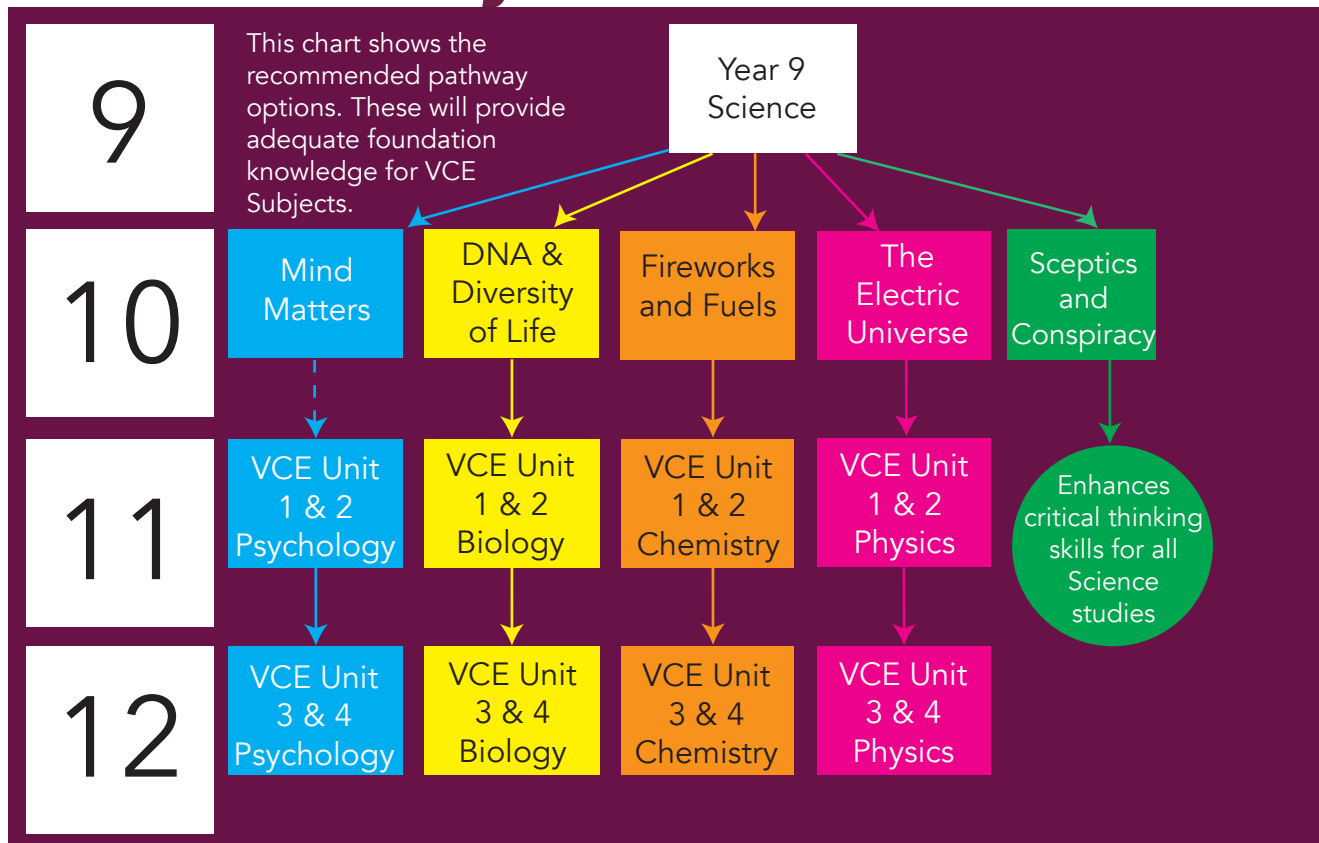 9
This chart shows the
recommended pathway
options. These will provide
adequate foundation
knowledge for VCE
Subjects.
Year 9
Science
10
Mind
Matters
DNA &
Diversity
of Life
Fireworks
and Fuels
The
Electric
Universe
Sceptics
and
Conspiracy
11
VCE Unit
1 & 2
Psychology
VCE Unit
1 & 2
Biology
VCE Unit
1 & 2
Chemistry
VCE Unit
1 & 2
Physics
Enhances
critical thinking
skills for all
Science
studies
12
VCE Unit
3 & 4
Psychology
VCE Unit
3 & 4
Biology
VCE Unit
3 & 4
Chemistry
VCE Unit
3 & 4
Physics